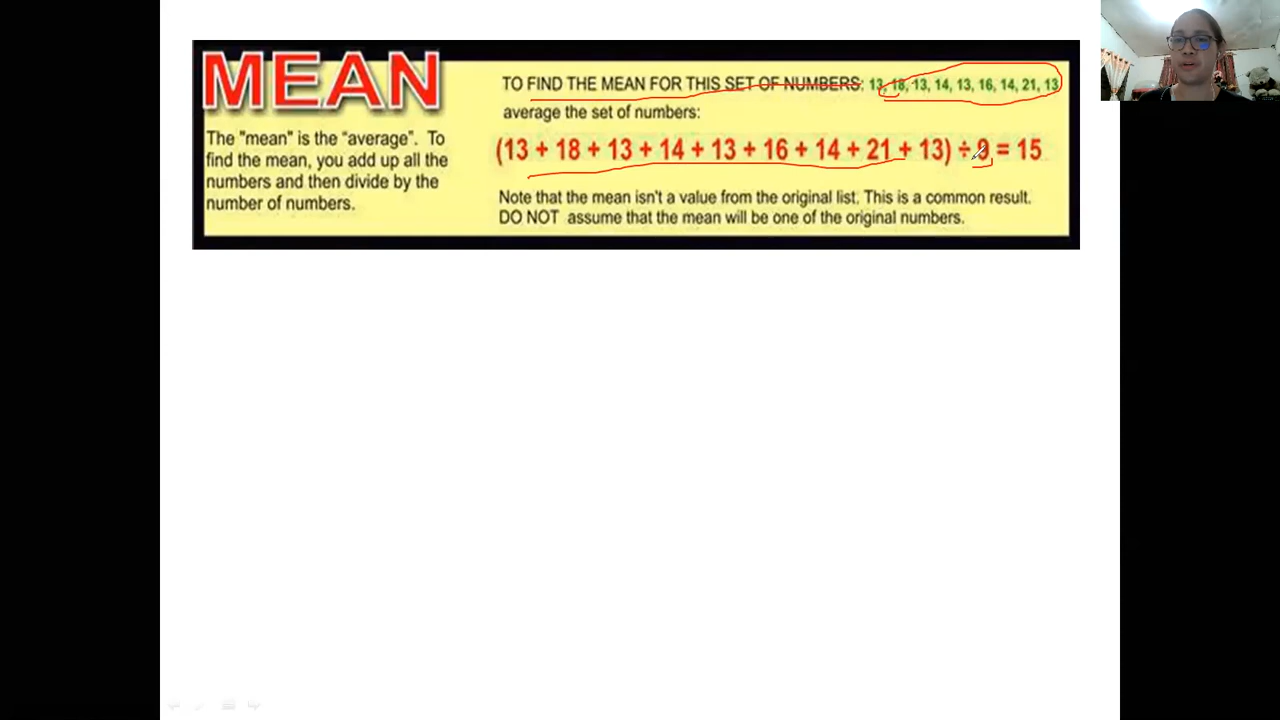 MEAN
The "mean" is the "average". To
find the mean, you add up all the
numbers and then divide by the
number of numbers.
TO FIND THE MEAN FOR THIS SET OF NUMBERS: 13, 18, 13, 14, 13, 16, 14, 21, 13
average the set of numbers:
(13 + 18 + 13 + 14 + 13 + 16 + 14 + 21 + 13) ÷ 9 = 15
Note that the mean isn't a value from the original list. This is a common result.
DO NOT assume that the mean will be one of the original numbers.